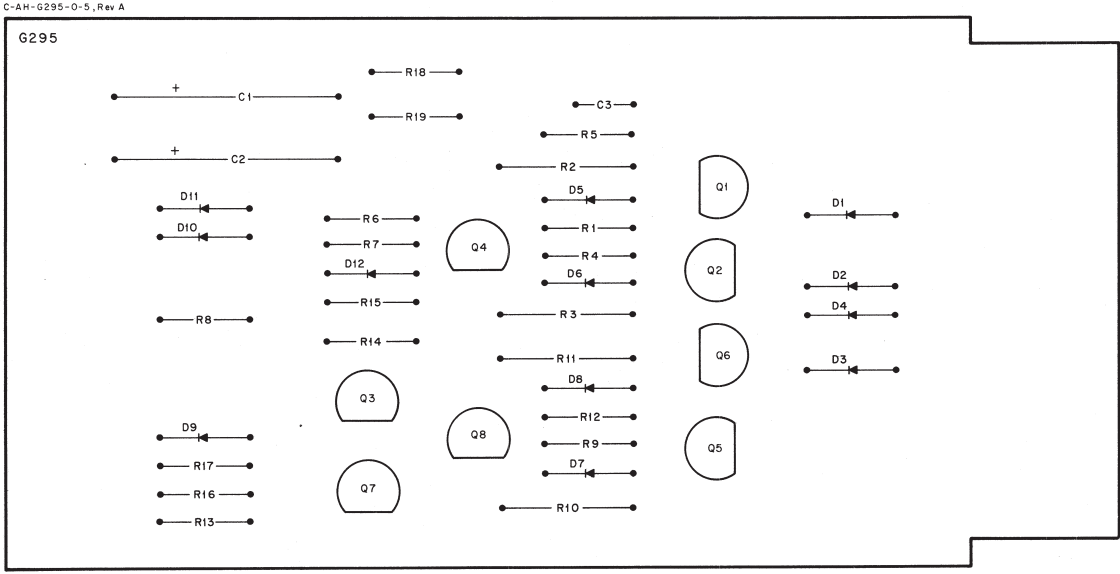 C-AH-G295-0-5, Rev A
G295
R18
+
C1
C3
R19
R5
+
C2
R2
Q1
D5
D11
D1
R6
R1
D10
R7
Q4
R4
D12
D6
Q2
D2
R15
D4
R8
R3
R14
R11
Q6
D3
D8
Q3
R12
D9
Q8
R9
Q5
R17
D7
Q7
R16
R10
R13